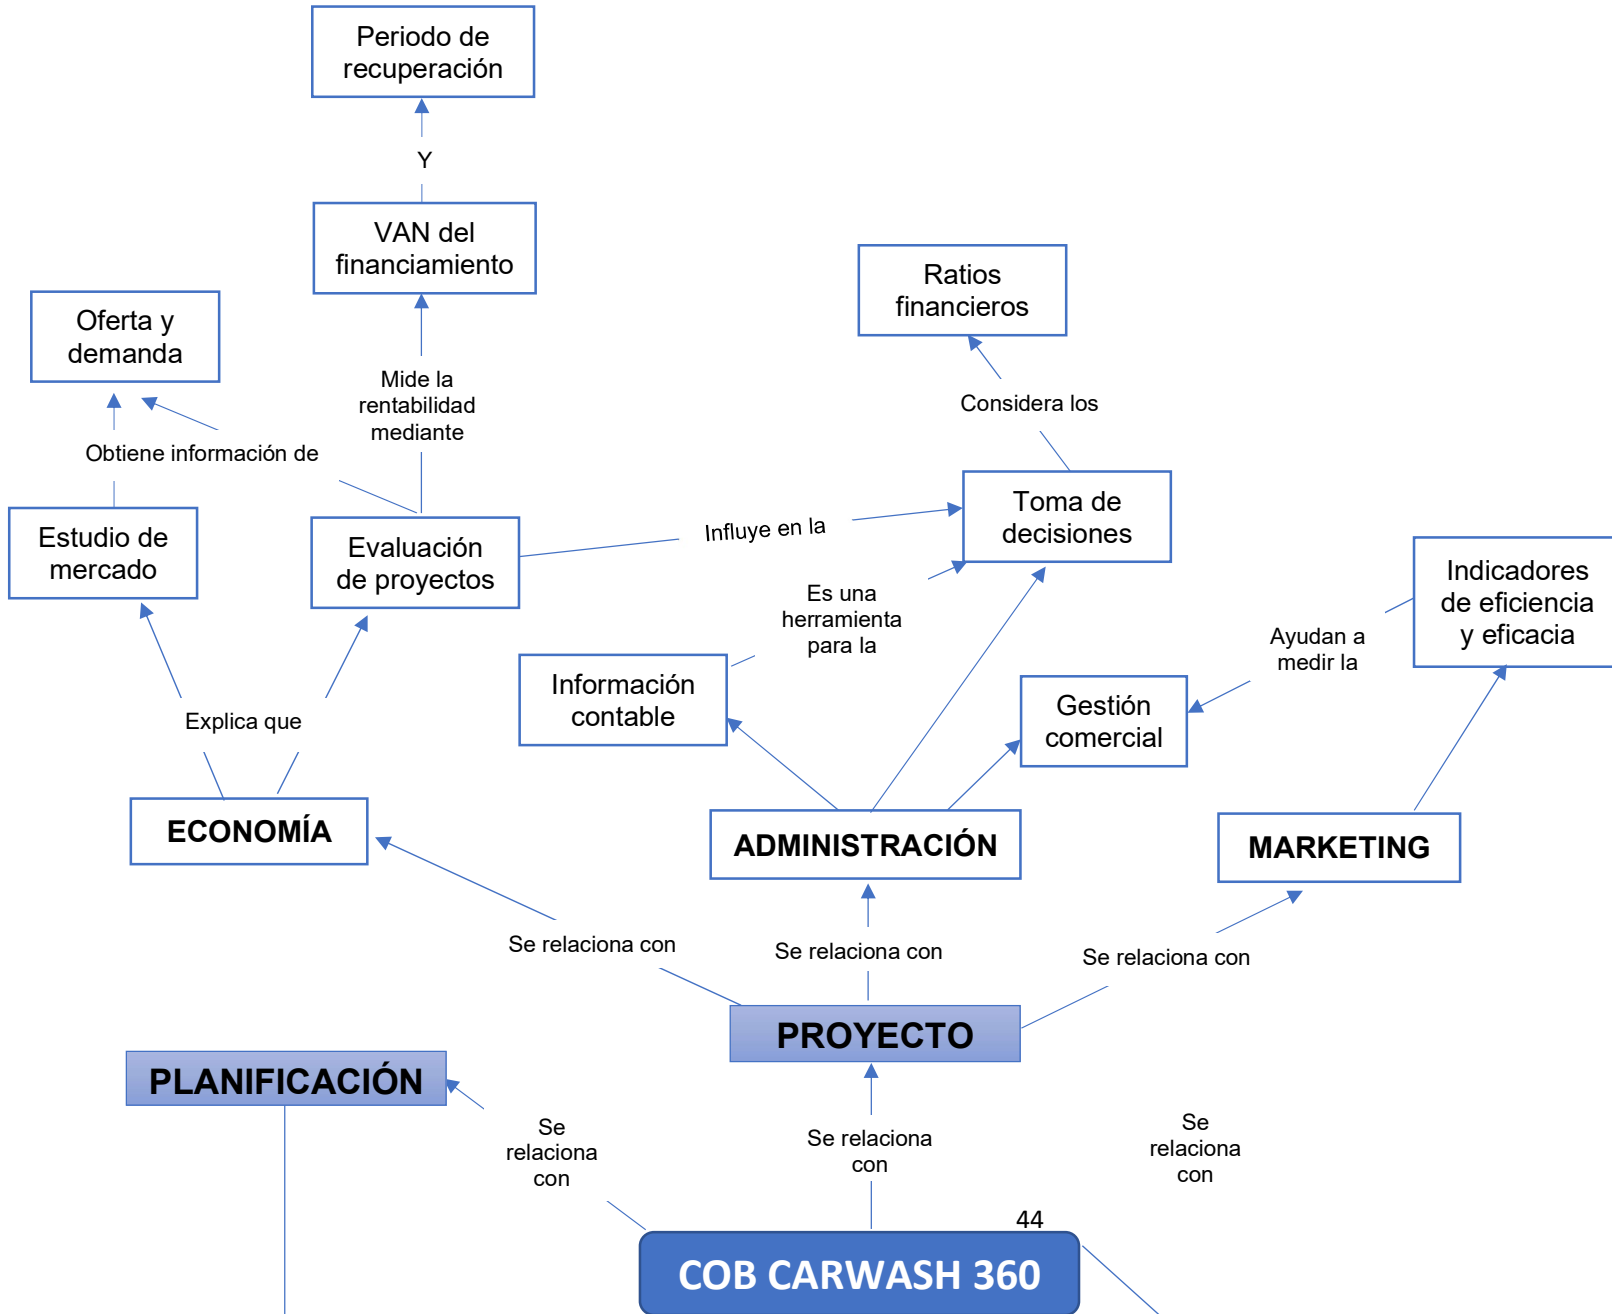 Periodo de
recuperación
Y
VAN del
financiamiento
Ratios
financieros
Oferta y
demanda
Mide la
rentabilidad
mediante
Considera los
Obtiene información de
Toma de
decisiones
Estudio de
mercado
Evaluación
de proyectos
Influye en la
Indicadores
de eficiencia
y eficacia
Es una
herramienta
para la
Ayudan a
medir la
Información
contable
Gestión
comercial
Explica que
ECONOMÍA
ADMINISTRACIÓN
MARKETING
Se relaciona con
Se relaciona con
Se relaciona con
PROYECTO
PLANIFICACIÓN
Se
relaciona
con
Se relaciona
con
Se
relaciona
con
44
COB CARWASH 360